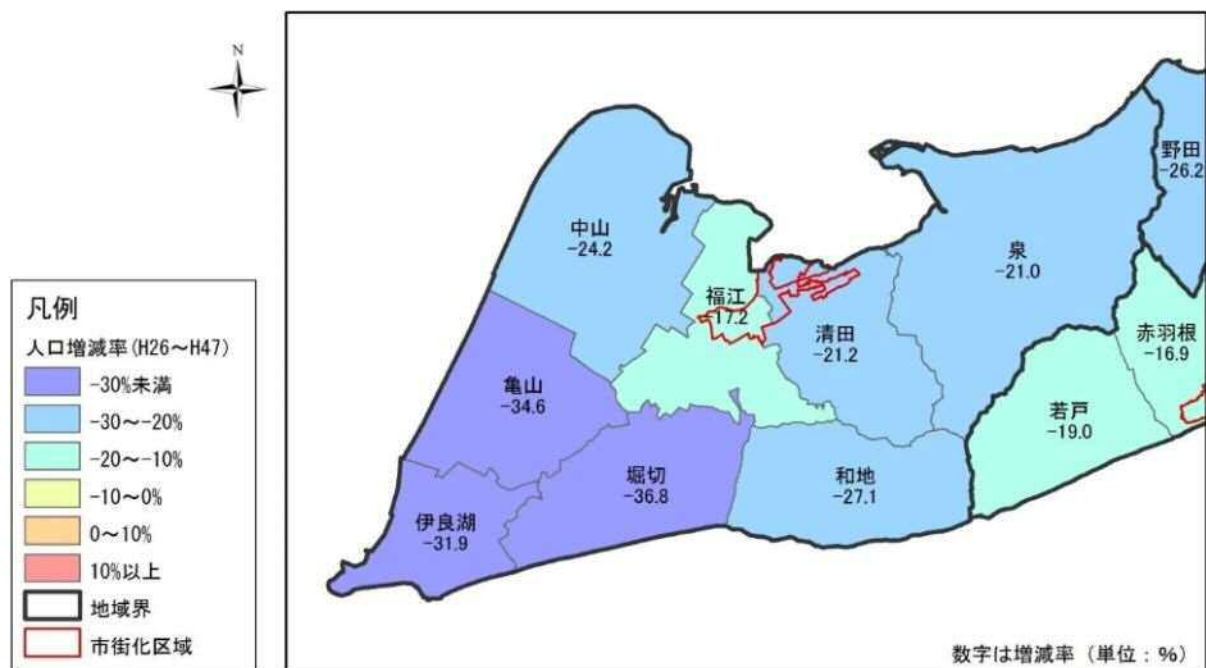 N
凡例
人口増減率(H26～H47)
-30%未満
-30～-20%
-20～-10%
-10～0%
0～10%
10%以上
地域界
市街化区域
野田
-26.2
中山
-24.2
泉
-21.0
福江
-17.2
清田
-21.2
赤羽根
-16.9
亀山
-34.6
若戸
-19.0
堀切
-36.8
和地
-27.1
伊良湖
-31.9
数字は増減率（単位：%）